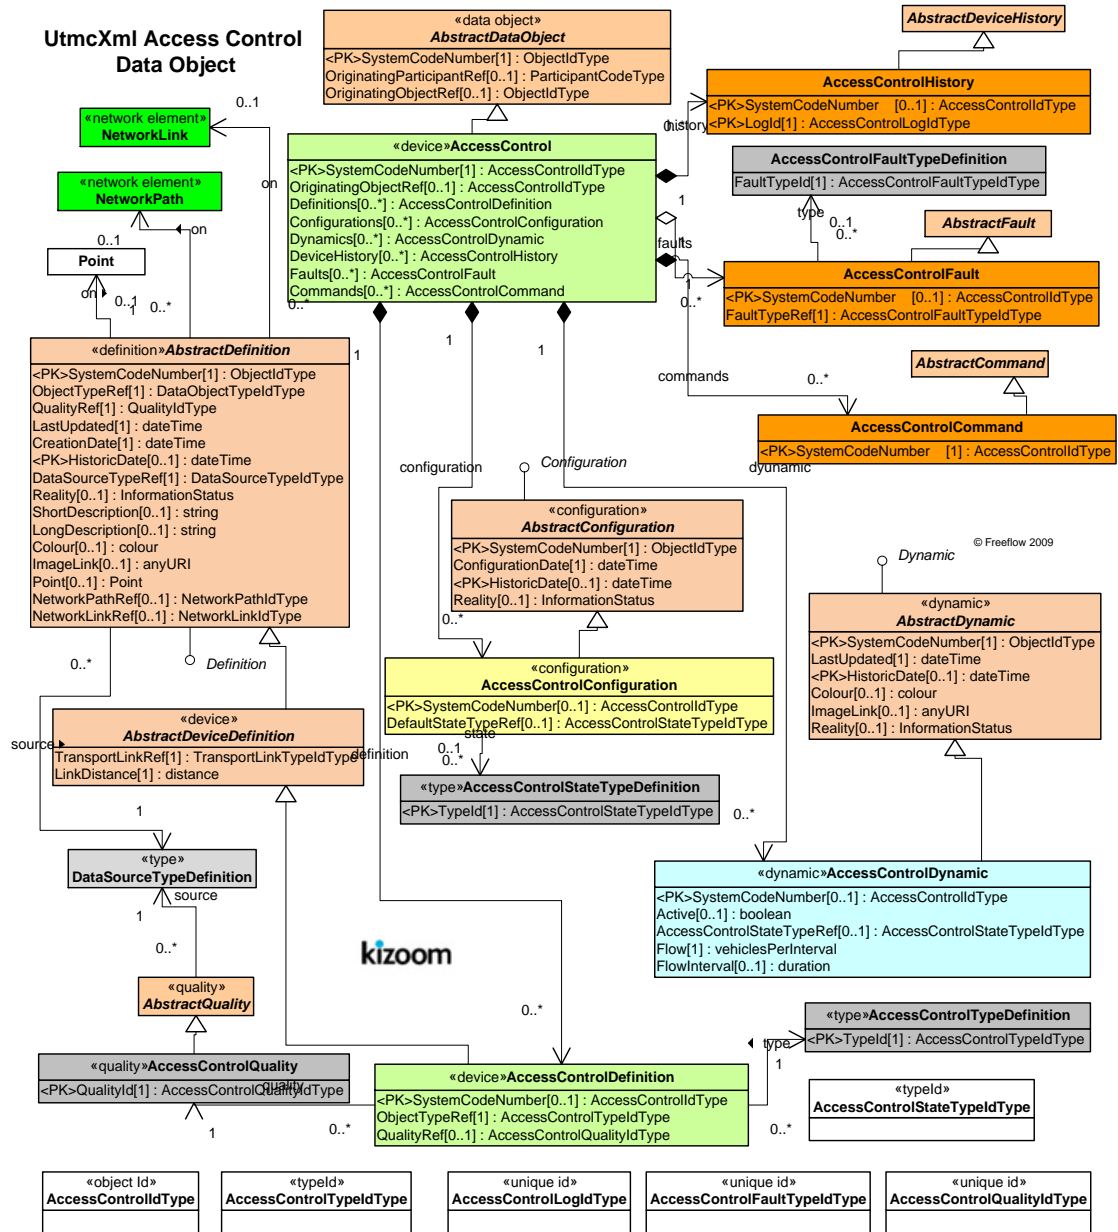 UtmcXml Access Control
Data Object
«data object»
AbstractDataObject
<PK>SystemCodeNumber[1] : ObjectIdType
OriginatingParticipantRef[0..1] : ParticipantCodeType
OriginatingObjectRef[0..1] : ObjectIdType
AbstractDeviceHistory
AccessControlHistory
<PK>SystemCodeNumber [0..1] : AccessControlIdType
<PK>LogId[1] : AccessControlLogIdType
0..1
«network element»
NetworkLink
0..*
history
«device»AccessControl
<PK>SystemCodeNumber[1] : AccessControlIdType
OriginatingObjectRef[0..1] : AccessControlIdType
Definitions[0..*] : AccessControlDefinition
Configurations[0..*] : AccessControlConfiguration
Dynamics[0..*] : AccessControlDynamic
DeviceHistory[0..*] : AccessControlHistory
Faults[0..*] : AccessControlFault
Commands[0..*] : AccessControlCommand
AccessControlFaultTypeDefinition
FaultTypeId[1] : AccessControlFaultTypeIdType
«network element»
NetworkPath
on
1
type
0..1
0..*
AbstractFault
on
0..1
faults
1
Point
AccessControlFault
<PK>SystemCodeNumber [0..1] : AccessControlIdType
FaultTypeRef[1] : AccessControlFaultTypeIdType
on
0..1
1
0..*
0..*
1
0..*
«definition»AbstractDefinition
<PK>SystemCodeNumber[1] : ObjectIdType
ObjectTypeRef[1] : DataObjectTypeIdType
QualityRef[1] : QualityIdType
LastUpdated[1] : dateTime
CreationDate[1] : dateTime
<PK>HistoricDate[0..1] : dateTime
DataSourceTypeRef[1] : DataSourceTypeIdType
Reality[0..1] : InformationStatus
ShortDescription[0..1] : string
LongDescription[0..1] : string
Colour[0..1] : colour
ImageLink[0..1] : anyURI
Point[0..1] : Point
NetworkPathRef[0..1] : NetworkPathIdType
NetworkLinkRef[0..1] : NetworkLinkIdType
1
1
1
AbstractCommand
commands
0..*
AccessControlCommand
<PK>SystemCodeNumber [1] : AccessControlIdType
configuration
Configuration
dyunamic
«configuration»
AbstractConfiguration
<PK>SystemCodeNumber[1] : ObjectIdType
ConfigurationDate[1] : dateTime
<PK>HistoricDate[0..1] : dateTime
Reality[0..1] : InformationStatus
© Freeflow 2009
Dynamic
«dynamic»
AbstractDynamic
<PK>SystemCodeNumber[1] : ObjectIdType
LastUpdated[1] : dateTime
<PK>HistoricDate[0..1] : dateTime
Colour[0..1] : colour
ImageLink[0..1] : anyURI
Reality[0..1] : InformationStatus
0..*
0..*
Definition
«configuration»
AccessControlConfiguration
<PK>SystemCodeNumber[0..1] : AccessControlIdType
DefaultStateTypeRef[0..1] : AccessControlStateTypeIdType
«device»
AbstractDeviceDefinition
TransportLinkRef[1] : TransportLinkTypeIdType
LinkDistance[1] : distance
source
definition
state
0..1
0..*
«type»AccessControlStateTypeDefinition
<PK>TypeId[1] : AccessControlStateTypeIdType
0..*
1
«type»
DataSourceTypeDefinition
«dynamic»AccessControlDynamic
<PK>SystemCodeNumber[0..1] : AccessControlIdType
Active[0..1] : boolean
AccessControlStateTypeRef[0..1] : AccessControlStateTypeIdType
Flow[1] : vehiclesPerInterval
FlowInterval[0..1] : duration
source
1
0..*
kizoom
«quality»
AbstractQuality
0..*
«type»AccessControlTypeDefinition
<PK>TypeId[1] : AccessControlTypeIdType
type
1
«quality»AccessControlQuality
<PK>QualityId[1] : AccessControlQualityIdType
quality
«device»AccessControlDefinition
<PK>SystemCodeNumber[1] : AccessControlIdType
ObjectTypeRef[1] : AccessControlTypeIdType
QualityRef[0..1] : AccessControlQualityIdType
«typeId»
AccessControlStateTypeIdType
1
0..*
0..*
«object Id»
AccessControlIdType
«typeId»
AccessControlTypeIdType
«unique id»
AccessControlLogIdType
«unique id»
AccessControlFaultTypeIdType
«unique id»
AccessControlQualityIdType